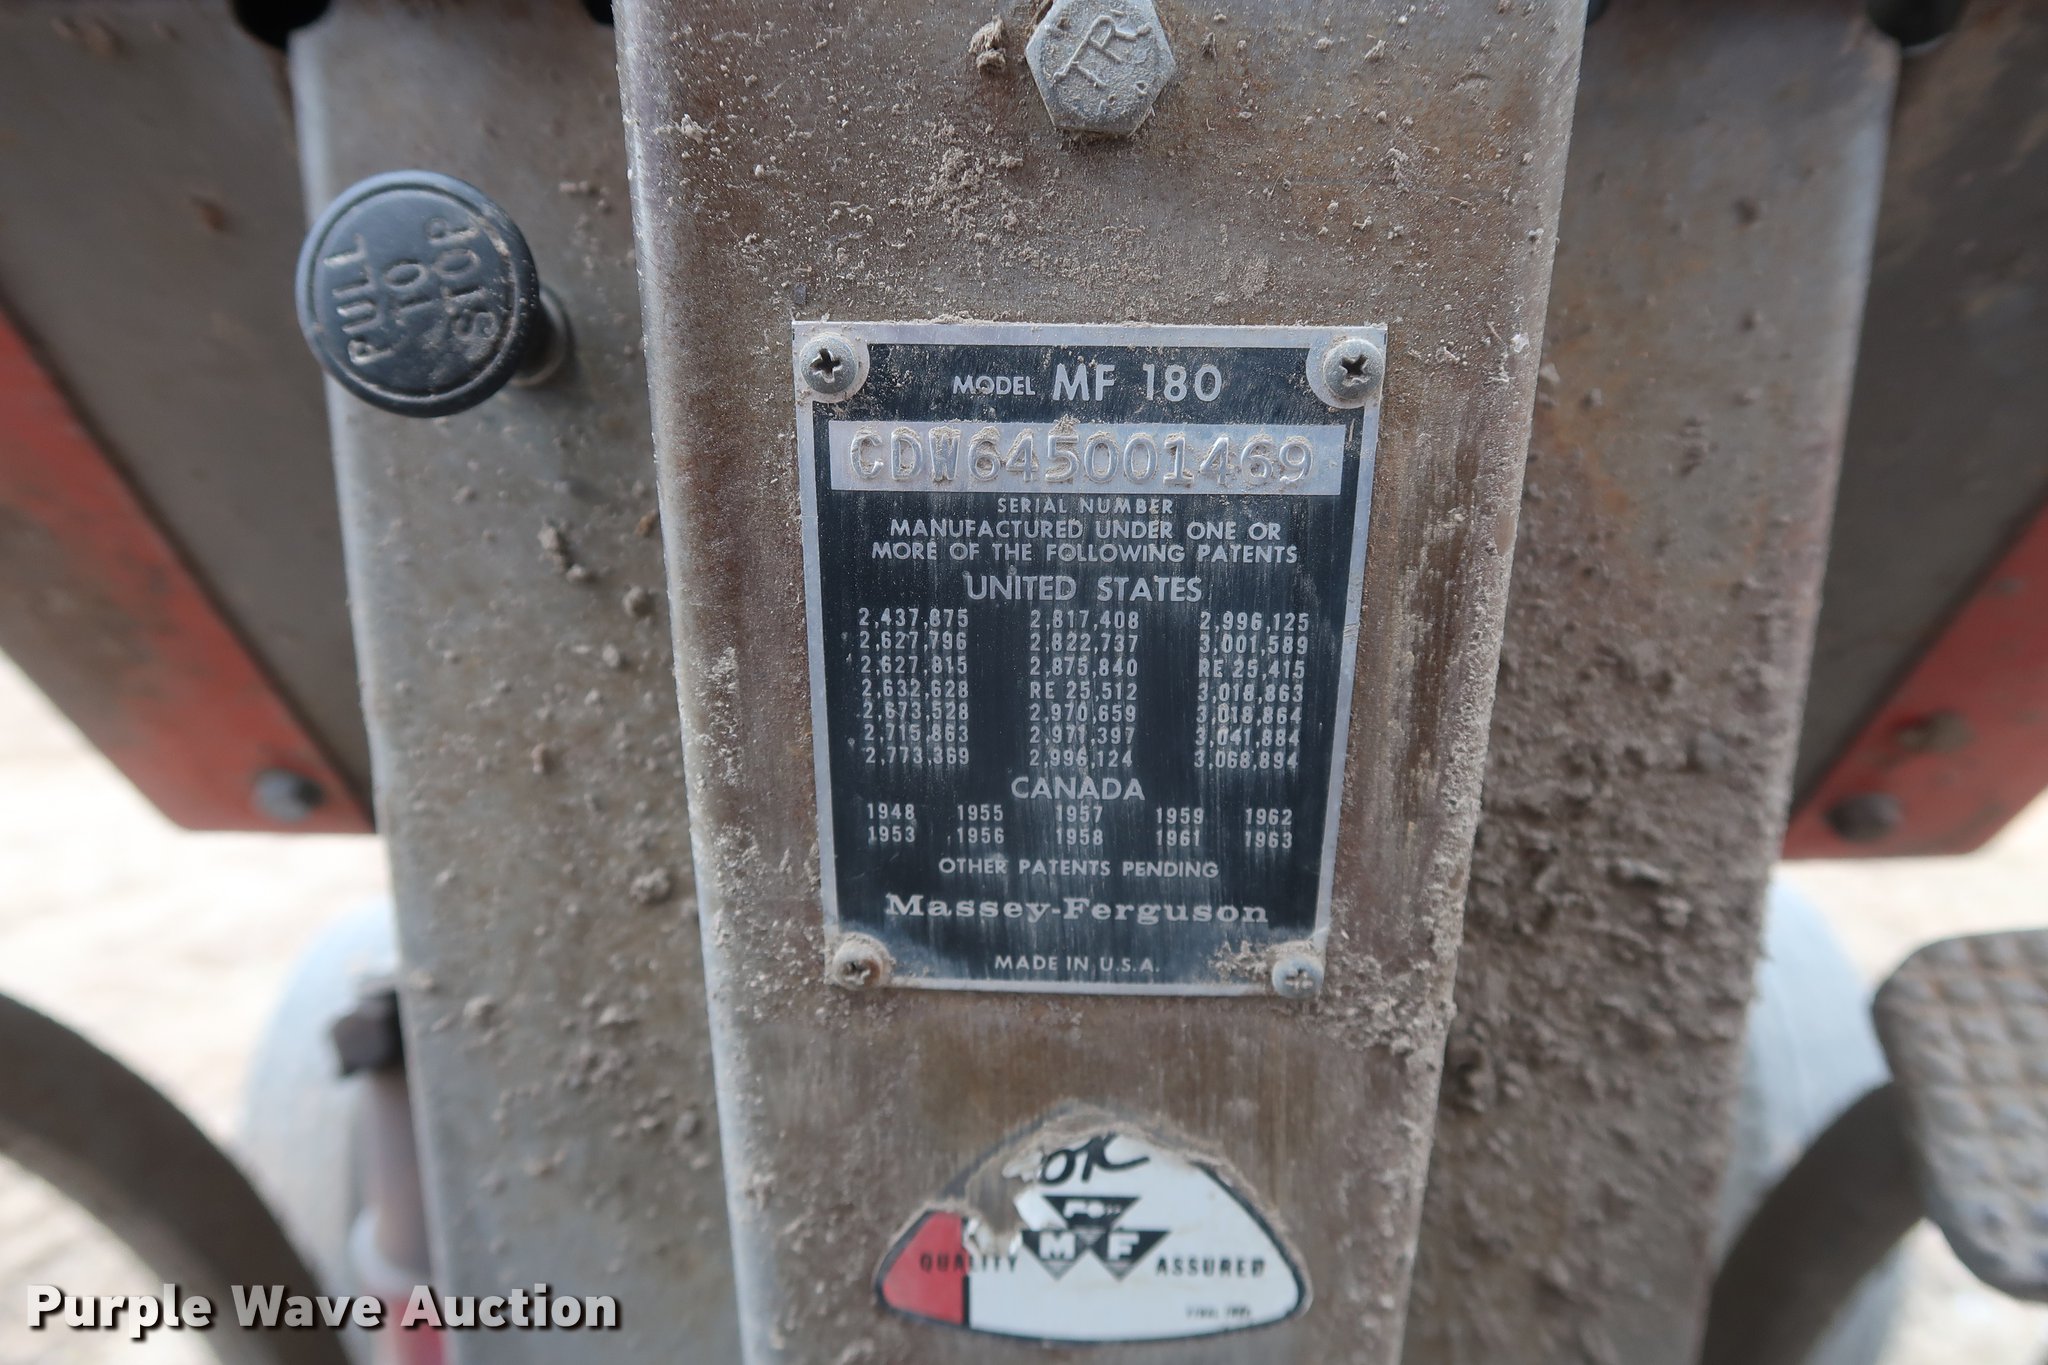 TR
PULL
TO
STOP
MODEL MF 180
CDW645001469
SERIAL NUMBER
MANUFACTURED UNDER ONE OR
MORE OF THE FOLLOWING PATENTS
UNITED STATES
2,437,875 2,817,408 2,996,125
2,627,796 2,822,737 3,001,589
2,627,815 2,875,840 RE 25,415
2,632,628 RE 25,512 3,018,863
2,673,528 2,970,659 3,018,864
2,715,863 2,971,397 3,041,884
2,773,369 2,996,124 3,068,894
CANADA
1948 1955 1957 1959 1962
1953 1956 1958 1961 1963
OTHER PATENTS PENDING
Massey-Ferguson
MADE IN U.S.A.
OK
MF
QUALITY ASSURED
Purple Wave Auction